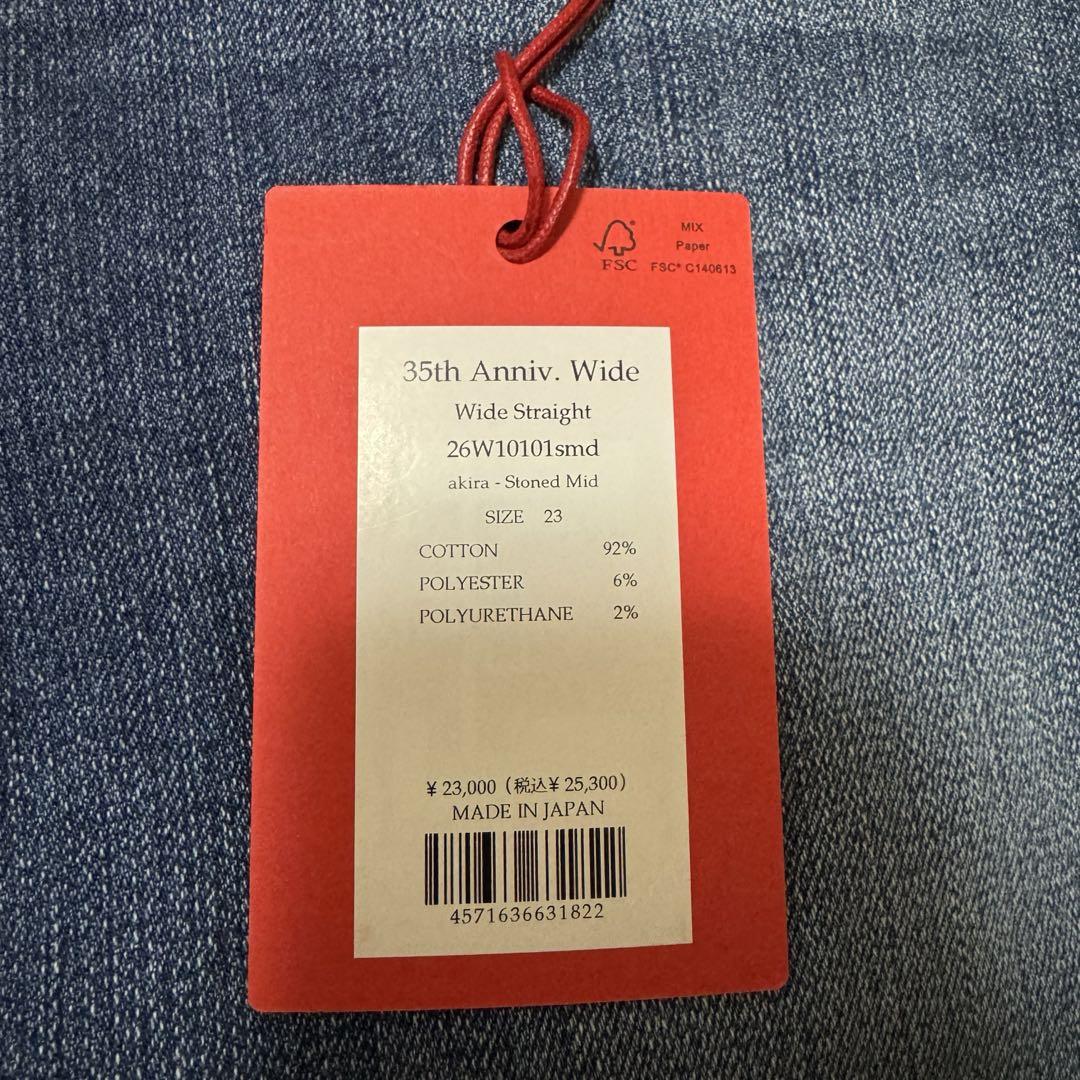 FSC
MIX
Paper
FSC® C140613
35th Anniv. Wide
Wide Straight
26W10101smd
akira - Stoned Mid
SIZE 23
COTTON 92%
POLYESTER 6%
POLYURETHANE 2%
¥ 23,000 (税込¥ 25,300)
MADE IN JAPAN
4571636631822